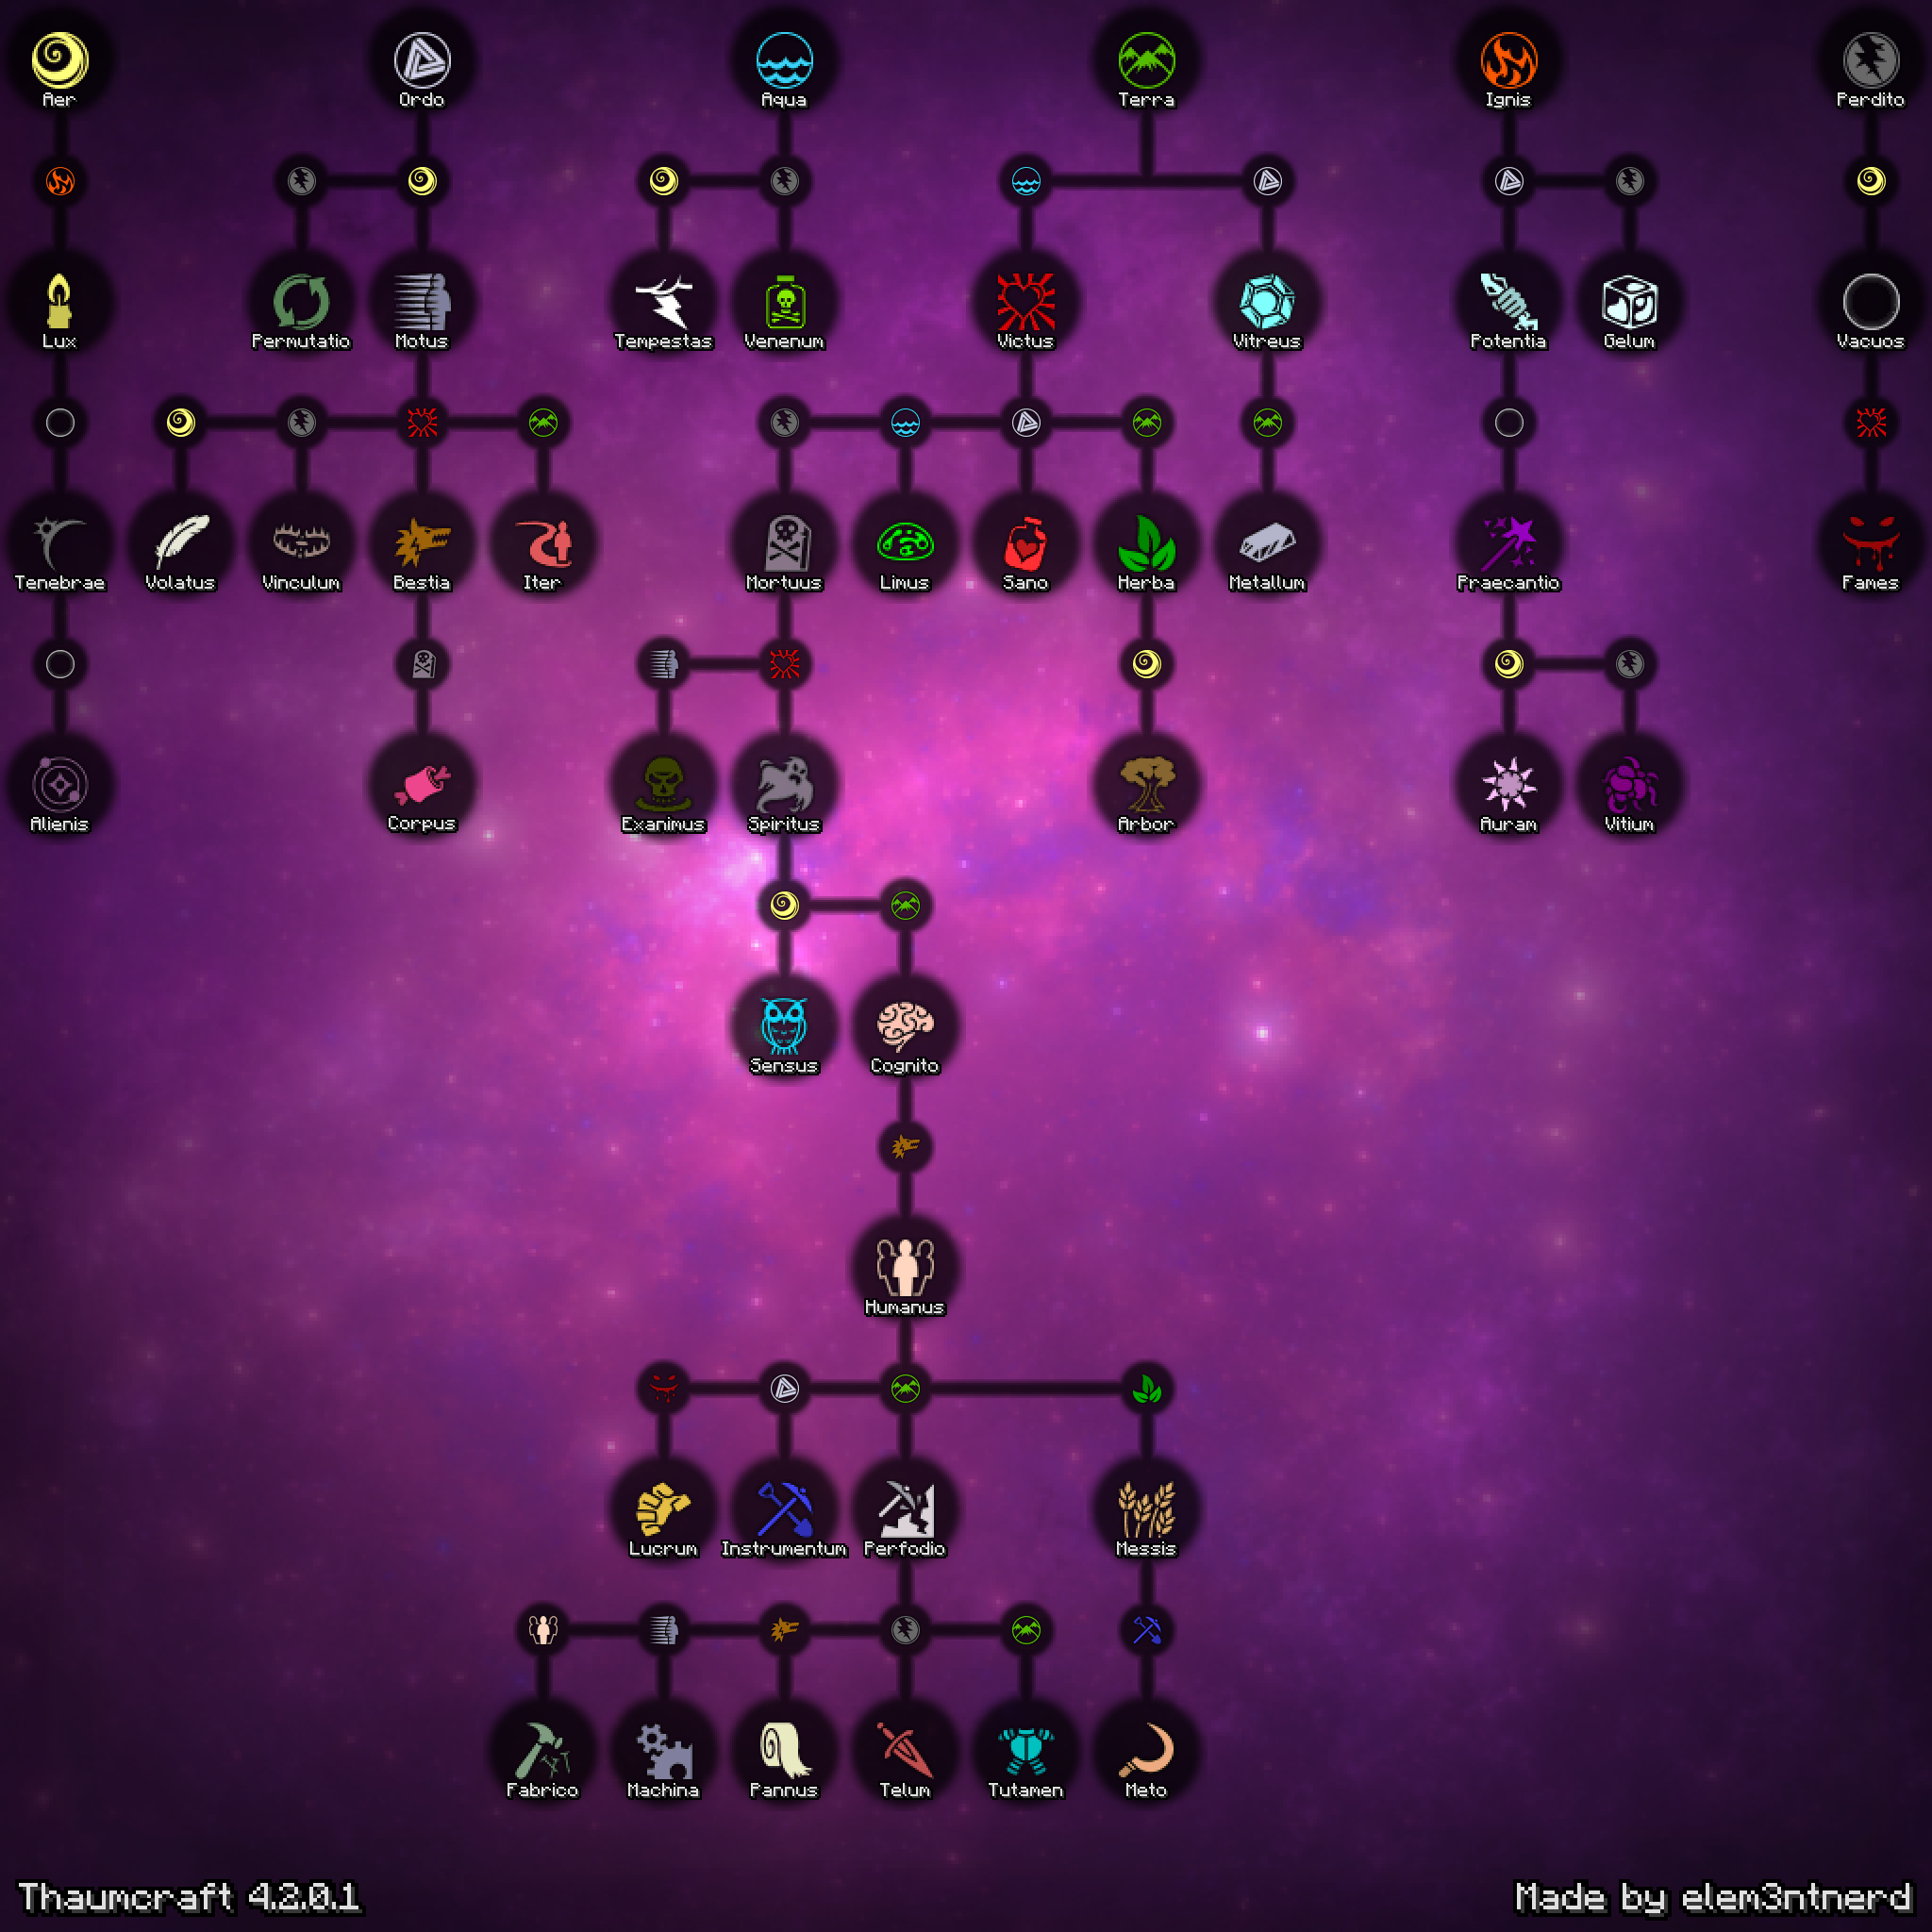 Aer
Ordo
Aqua
Terra
Ignis
Perdito
Lux
Permutatio
Motus
Tempestas
Venenum
Victus
Vitreus
Potentia
Gelum
Vacuos
Tenebrae
Volatus
Vinculum
Bestia
Iter
Mortuus
Limus
Sano
Herba
Metallum
Praecantio
Fames
Alienis
Corpus
Exanimus
Spiritus
Arbor
Auram
Vitium
Sensus
Cognito
Humanus
Lucrum
Instrumentum
Perfodio
Messis
Fabrico
Machina
Pannus
Telum
Tutamen
Meto
Thaumcraft 4.2.0.1
Made by elem3ntnerd